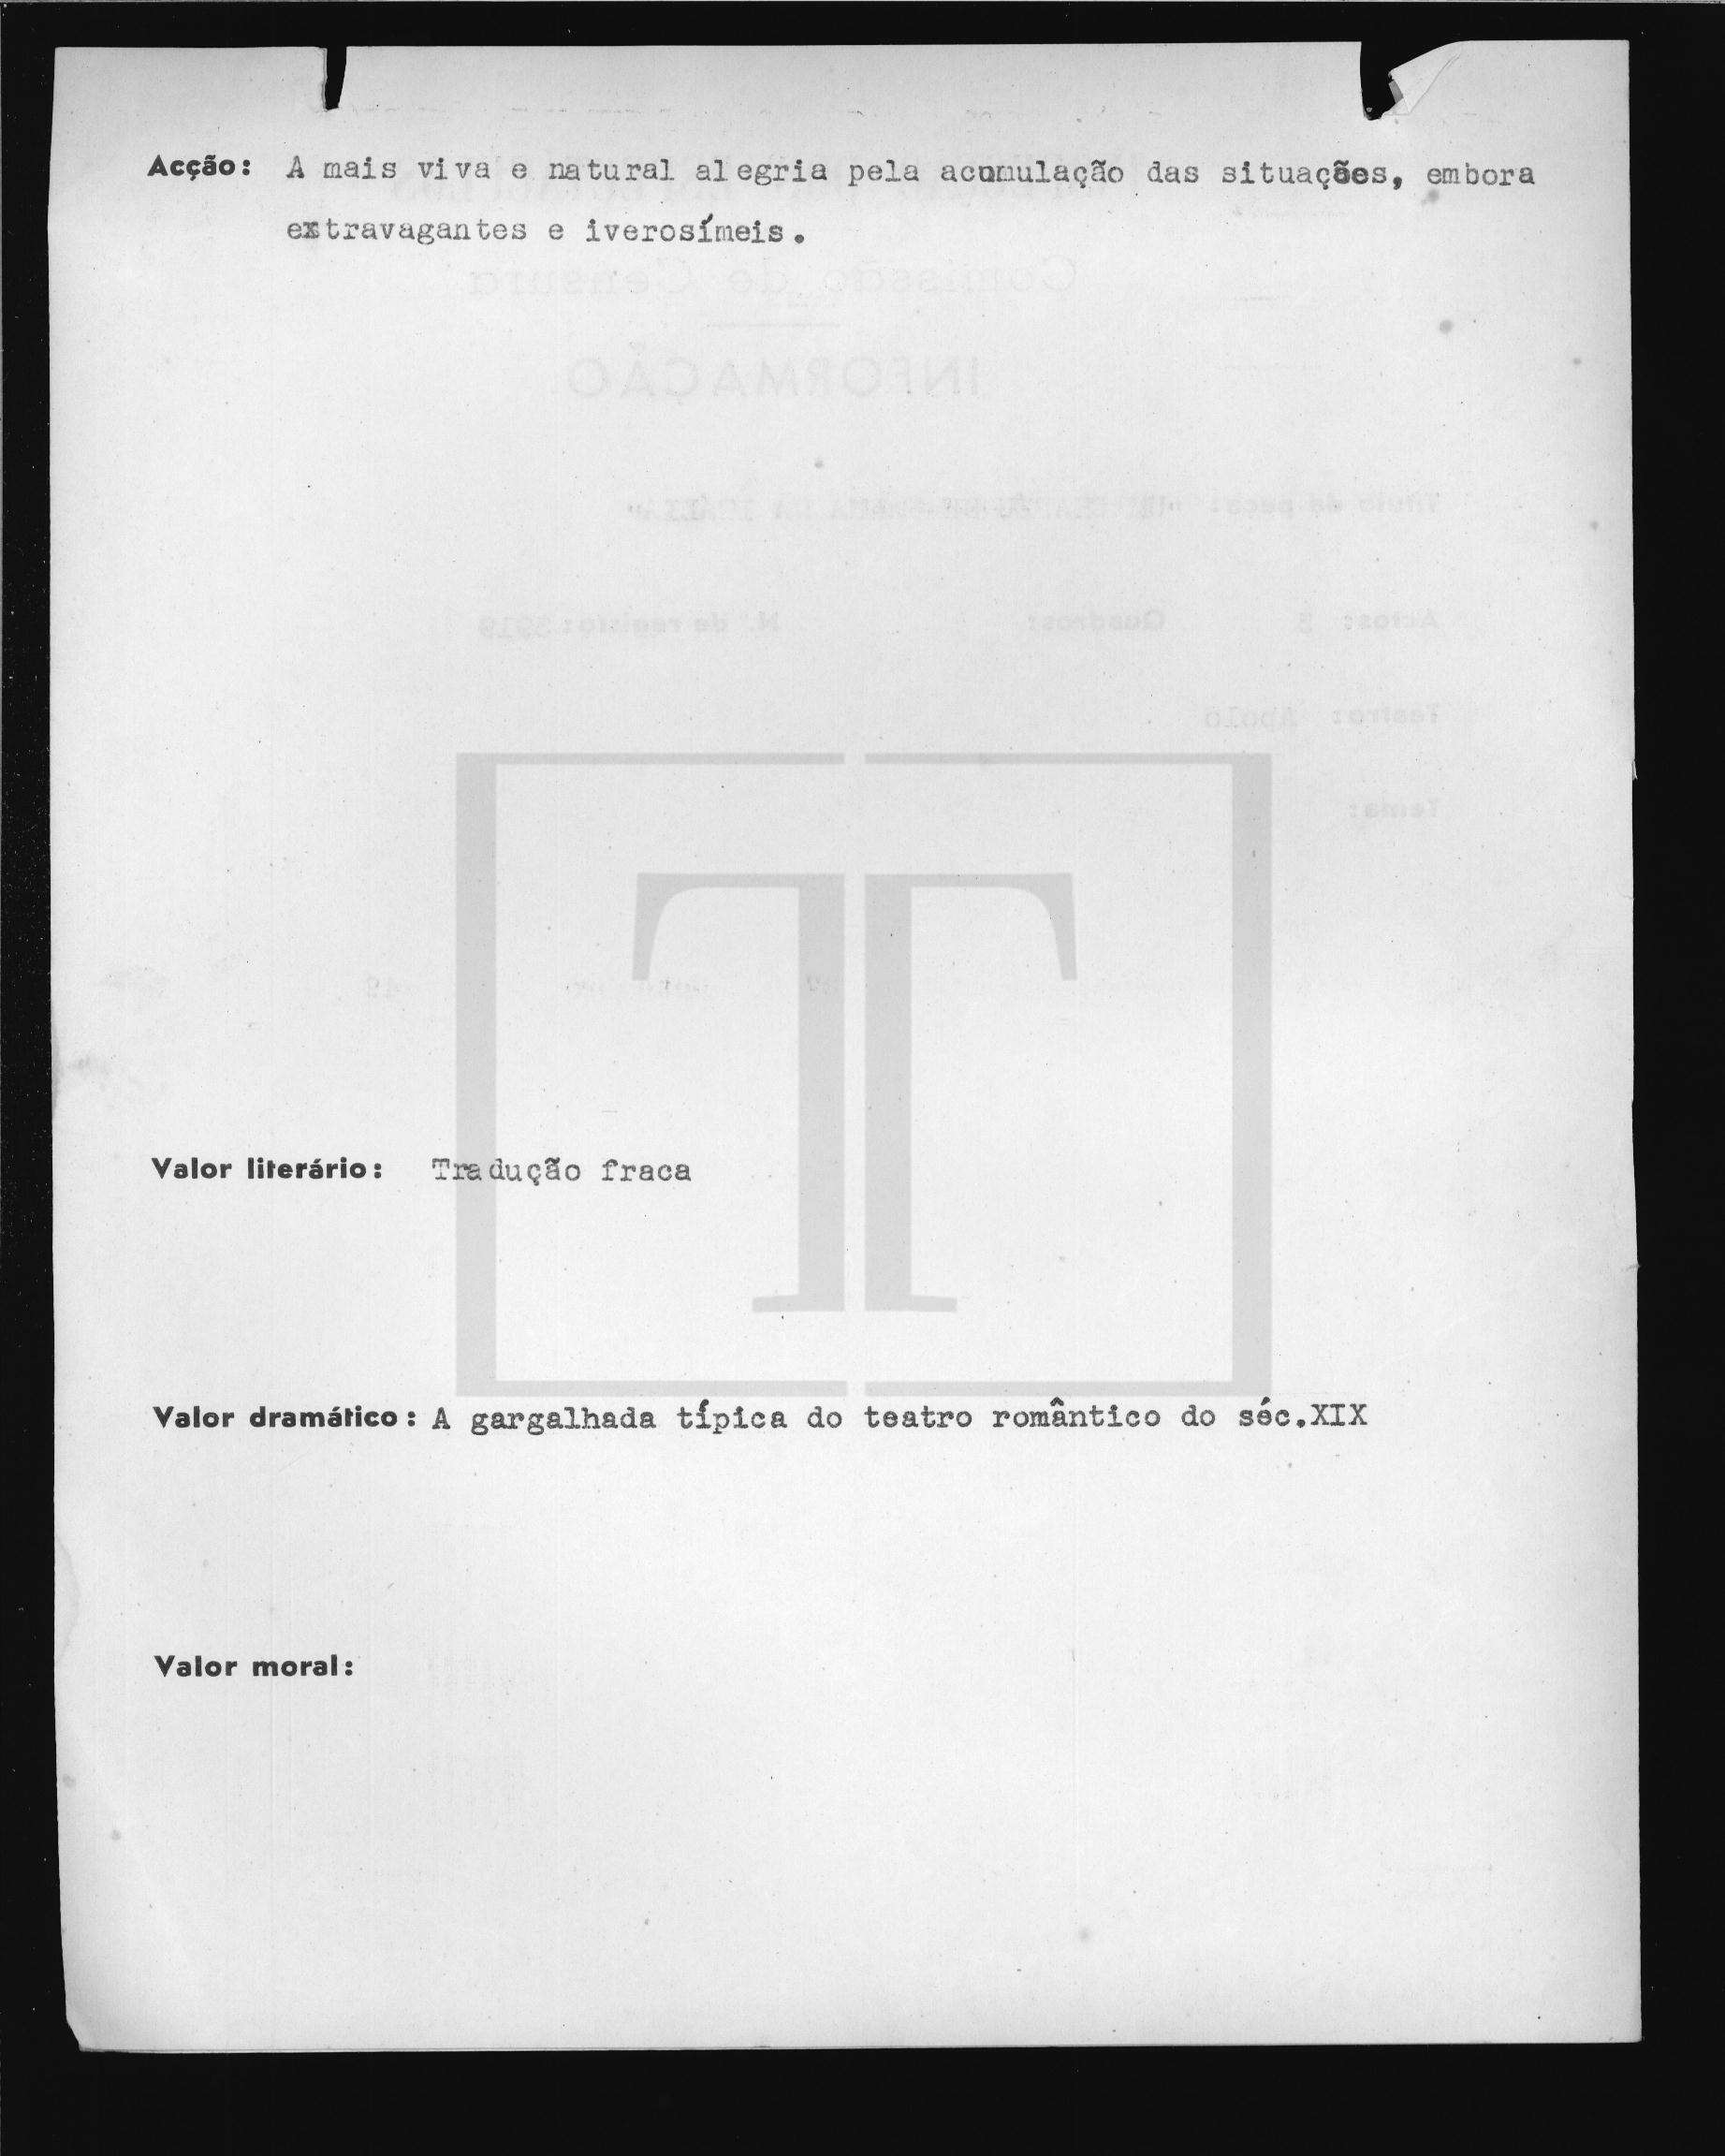 Acção: A mais viva e natural alegria pela acumulação das situações, embora
extravagantes e iverosímeis.
Valor literário: Tradução fraca
Valor dramático: A gargalhada típica do teatro romântico do séc.XIX
Valor moral: